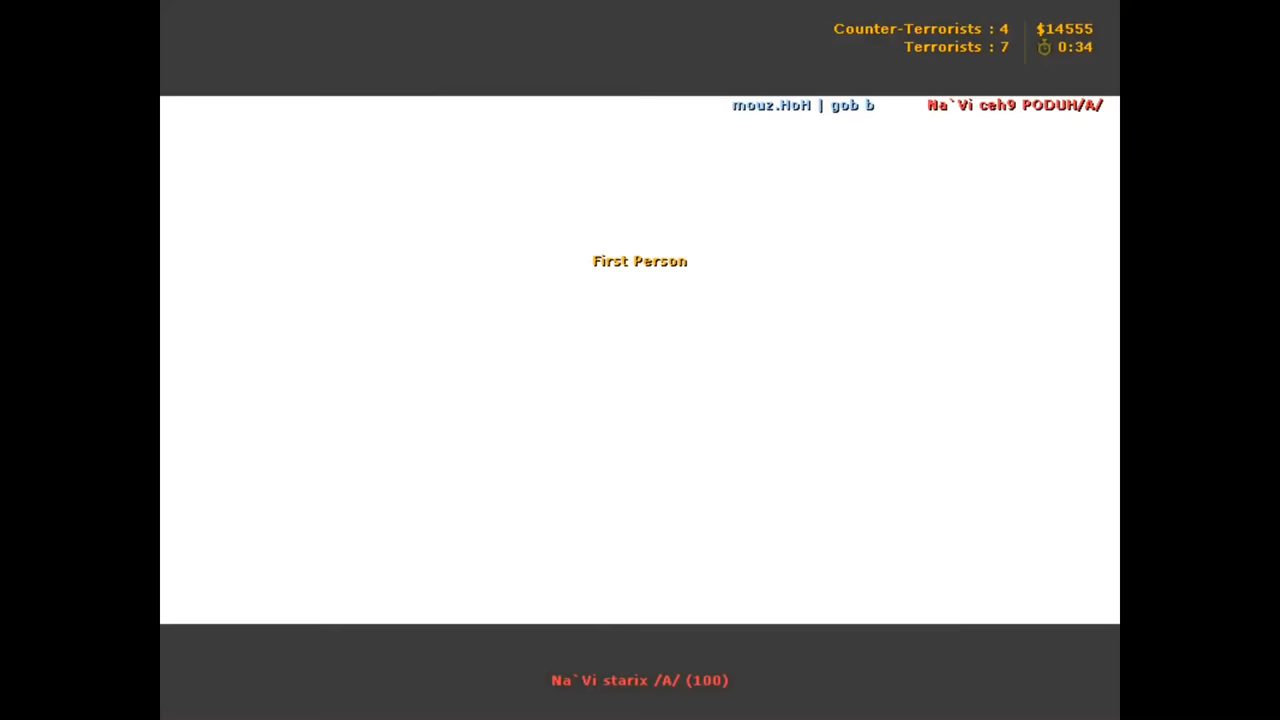 Counter-Terrorists : 4 $14555
Terrorists : 7 0:34
mouz.HoH | gob b Na`Vi ceh9 PODUH/A/
First Person
Na`Vi starix /A/ (100)